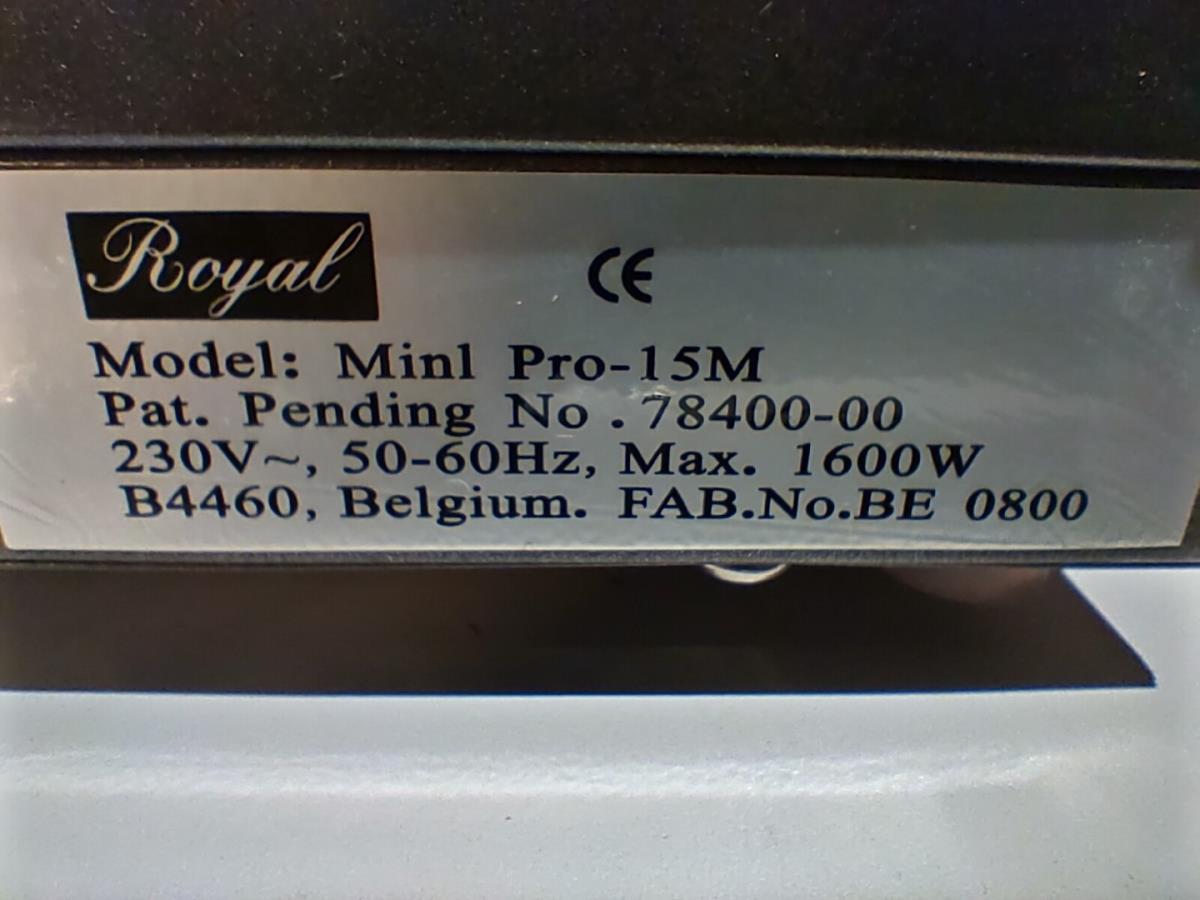 Royal
CE
Model: Minl Pro-15M
Pat. Pending No .78400-00
230V~, 50-60Hz, Max. 1600W
B4460, Belgium. FAB.No.BE 0800